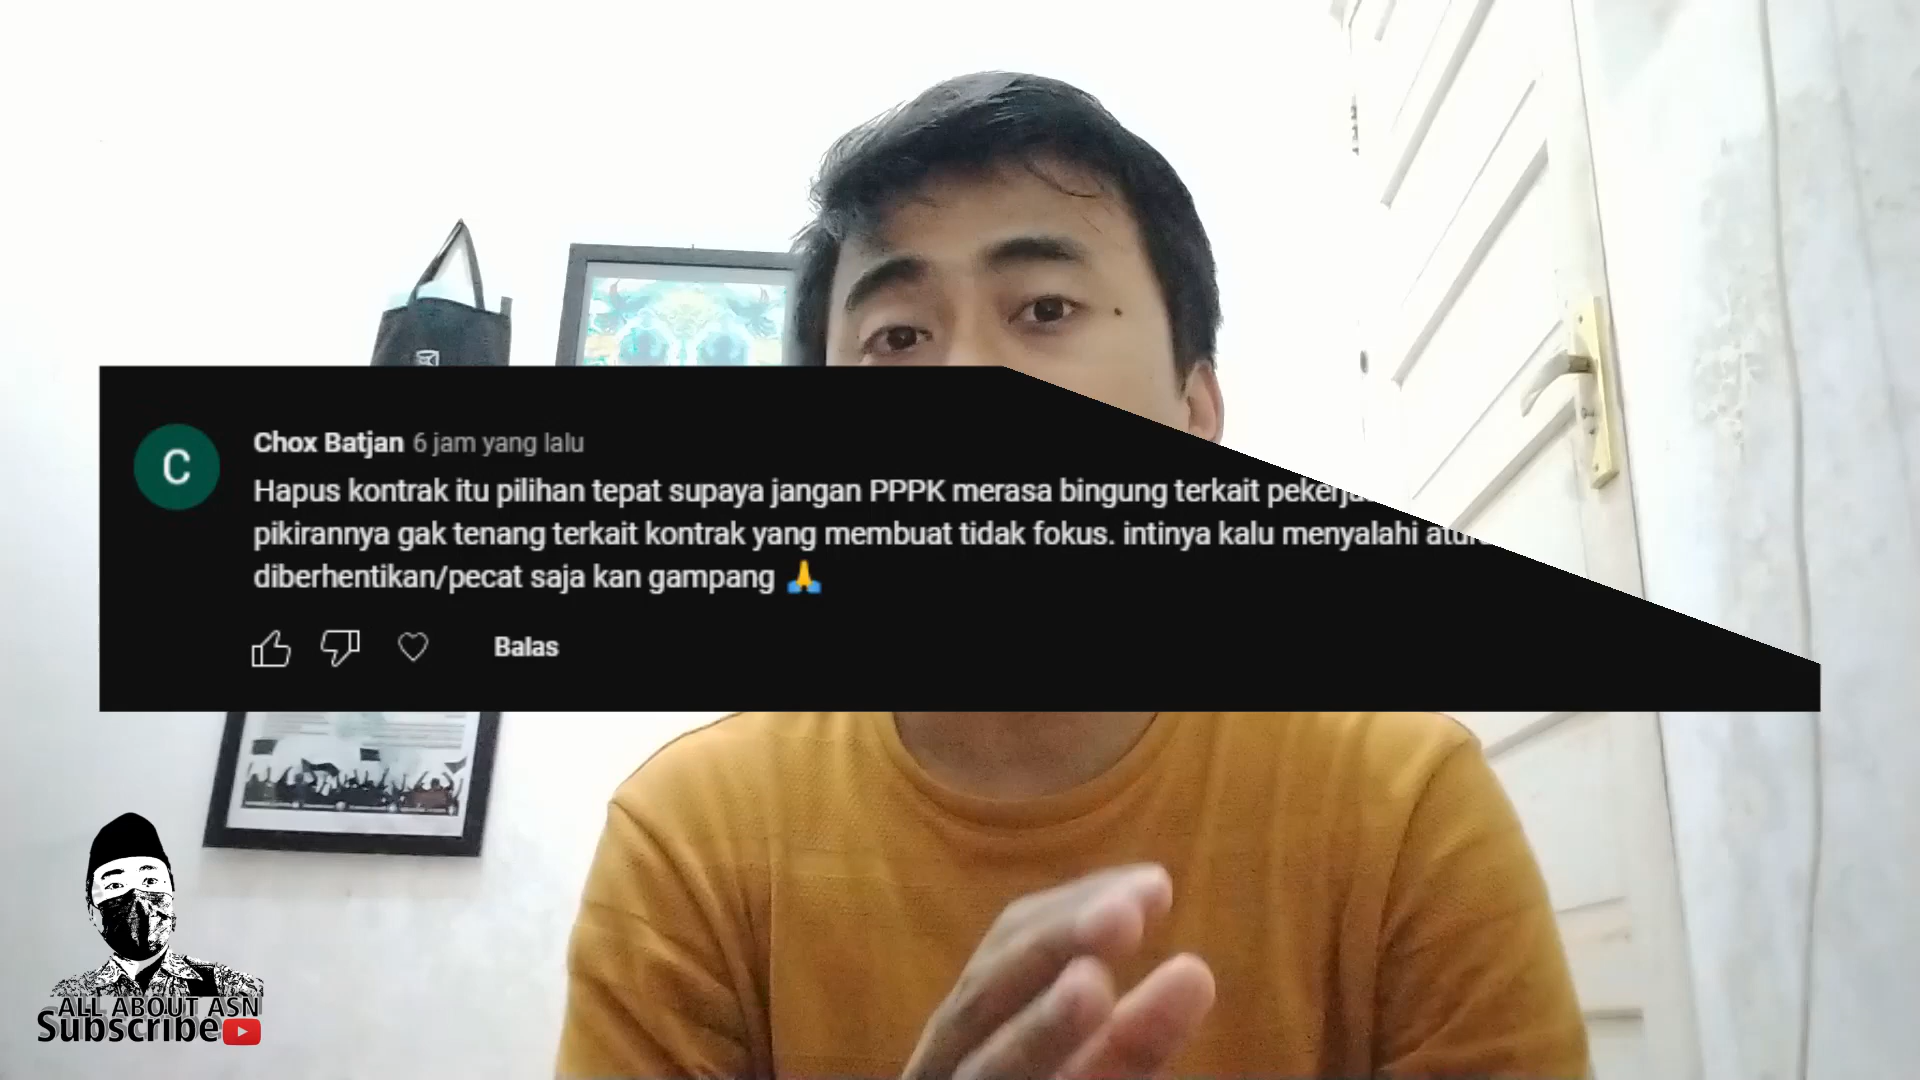 Chox Batjan 6 jam yang lalu
Hapus kontrak itu pilihan tepat supaya jangan PPPK merasa bingung terkait
pikirannya gak tenang terkait kontrak yang membuat tidak fokus. intinya kalu menyalahi
diberhentikan/pecat saja kan gampang 🙏
Balas
C
ALL ABOUT ASN
Subscribe